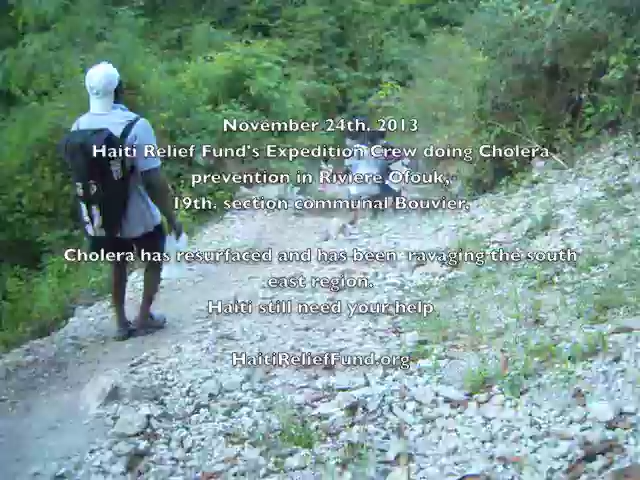 November 24th. 2013
Haiti Relief Fund's Expedition Crew doing Cholera
prevention in Riviere Ofouk,
19th. section communal Bouvier.
Cholera has resurfaced and has been ravaging the south
east region.
Haiti still need your help
HaitiReliefFund.org